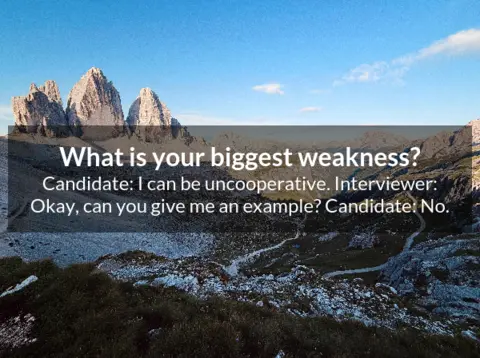 What is your biggest weakness?
Candidate: I can be uncooperative. Interviewer:
Okay, can you give me an example? Candidate: No.